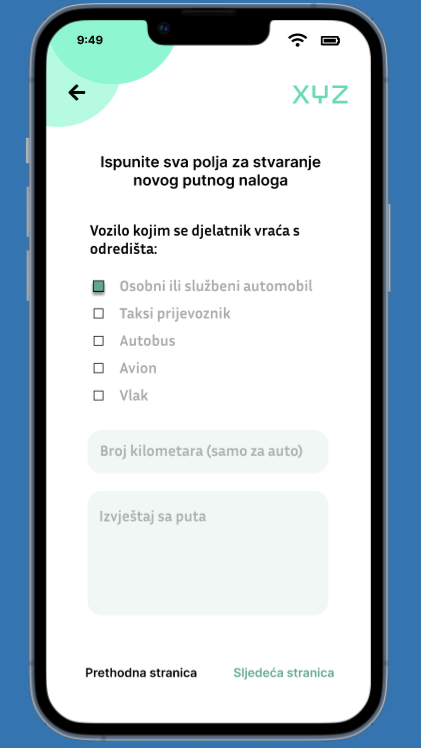 9:49
XYZ
Ispunite sva polja za stvaranje
novog putnog naloga
Vozilo kojim se djelatnik vraća s
odredišta:
Osobni ili službeni automobil
Taksi prijevoznik
Autobus
Avion
Vlak
Broj kilometara (samo za auto)
Izvještaj sa puta
Prethodna stranica
Sljedeća stranica